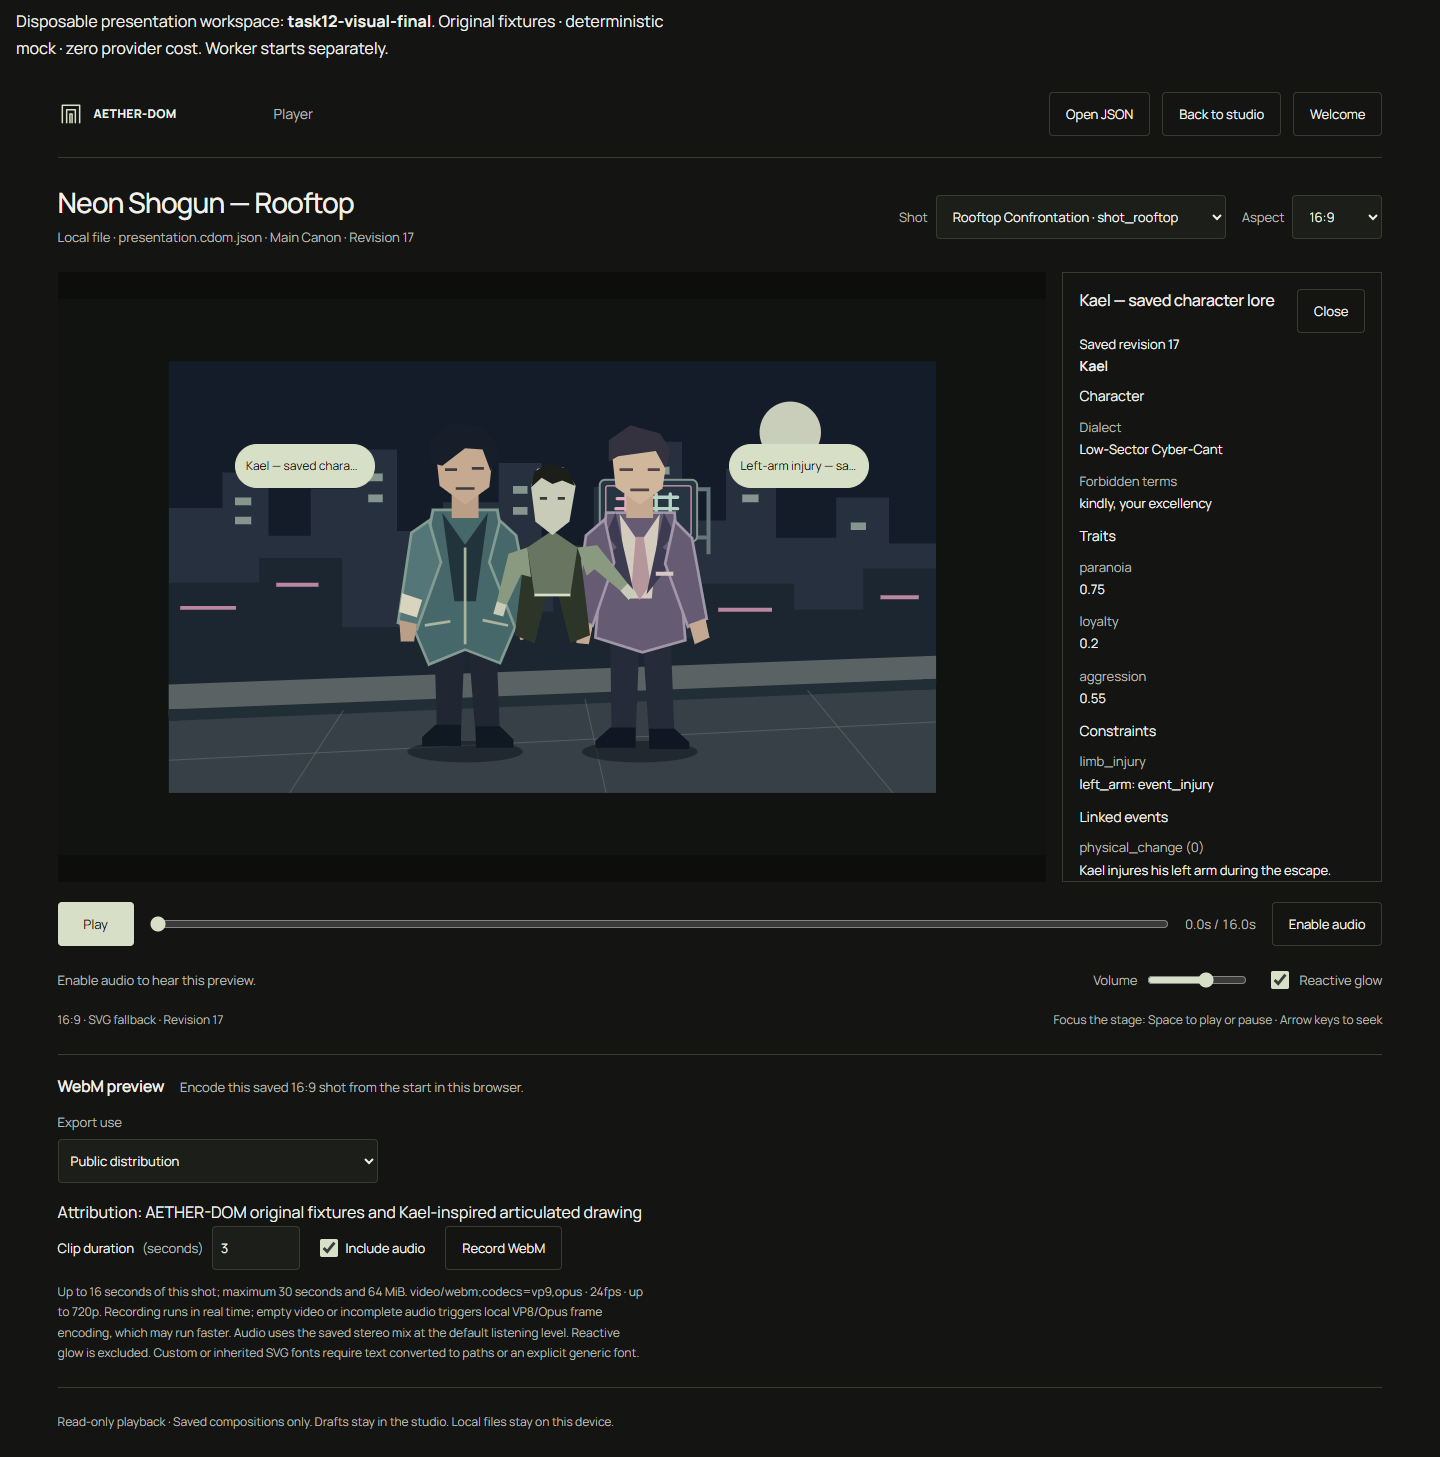 Disposable presentation workspace: task12-visual-final. Original fixtures · deterministic
mock · zero provider cost. Worker starts separately.
AETHER-DOM
Player
Open JSON
Back to studio
Welcome
Neon Shogun — Rooftop
Local file · presentation.cdom.json · Main Canon · Revision 17
Shot
Rooftop Confrontation · shot_rooftop
Aspect
16:9
Kael — saved chara...
Left-arm injury — sa...
Kael — saved character lore
Close
Saved revision 17
Kael
Character
Dialect
Low-Sector Cyber-Cant
Forbidden terms
kindly, your excellency
Traits
paranoia
0.75
loyalty
0.2
aggression
0.55
Constraints
limb_injury
left_arm: event_injury
Linked events
physical_change (0)
Kael injures his left arm during the escape.
Play
0.0s / 16.0s
Enable audio
Enable audio to hear this preview.
Volume
Reactive glow
16:9 · SVG fallback · Revision 17
Focus the stage: Space to play or pause · Arrow keys to seek
WebM preview
Encode this saved 16:9 shot from the start in this browser.
Export use
Public distribution
Attribution: AETHER-DOM original fixtures and Kael-inspired articulated drawing
Clip duration (seconds)
3
Include audio
Record WebM
Up to 16 seconds of this shot; maximum 30 seconds and 64 MiB. video/webm;codecs=vp9,opus · 24fps · up
to 720p. Recording runs in real time; empty video or incomplete audio triggers local VP8/Opus frame
encoding, which may run faster. Audio uses the saved stereo mix at the default listening level. Reactive
glow is excluded. Custom or inherited SVG fonts require text converted to paths or an explicit generic font.
Read-only playback · Saved compositions only. Drafts stay in the studio. Local files stay on this device.